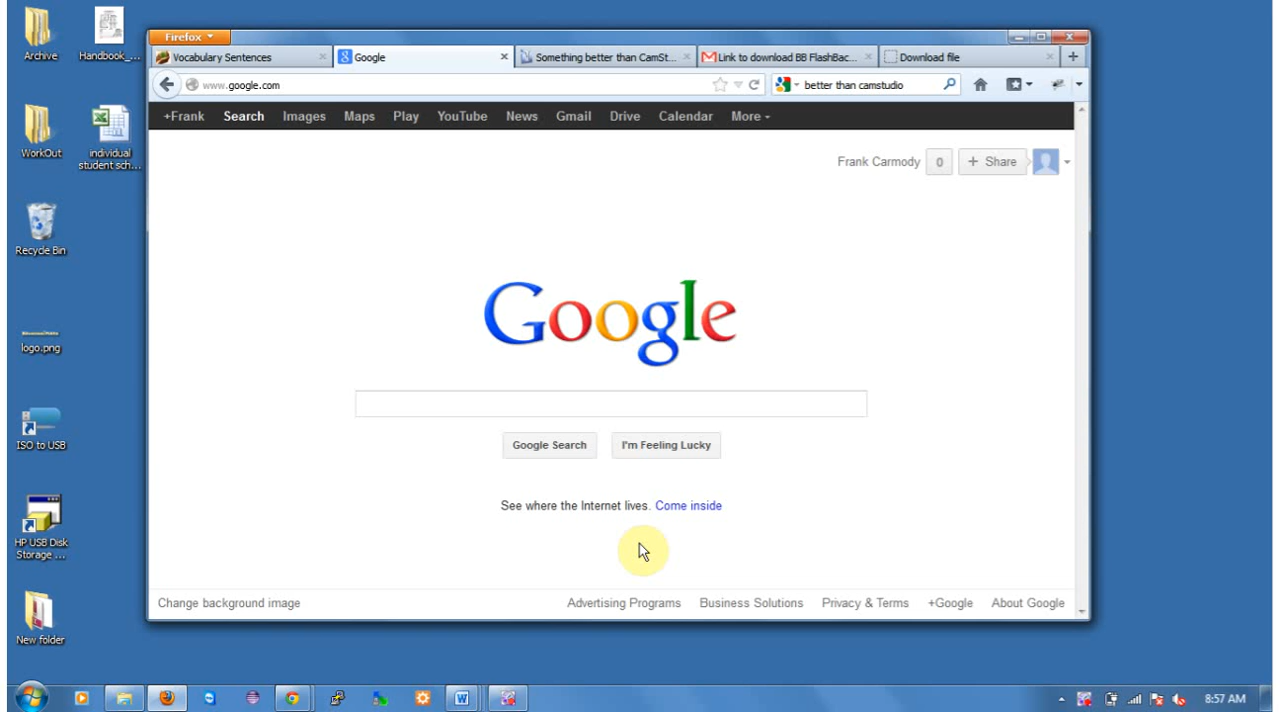 Archive
Handbook_...
WorkOut
individual
student sch...
Recycle Bin
logo.png
ISO to USB
HP USB Disk
Storage ...
New folder
Firefox
Vocabulary Sentences
Google
Something better than CamSt...
Link to download BB FlashBac...
Download file
www.google.com
better than camstudio
+Frank Search Images Maps Play YouTube News Gmail Drive Calendar More
Frank Carmody 0 + Share
Google
Google Search I'm Feeling Lucky
See where the Internet lives. Come inside
Change background image Advertising Programs Business Solutions Privacy & Terms +Google About Google
8:57 AM